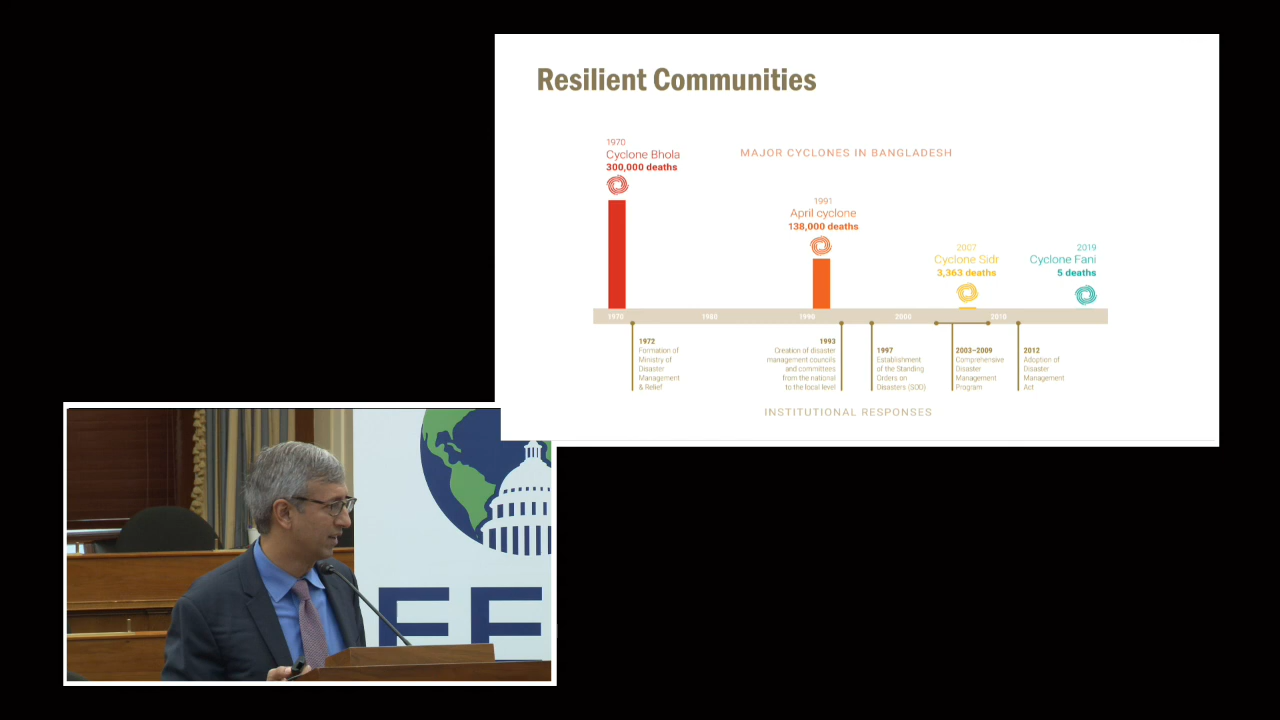 Resilient Communities
MAJOR CYCLONES IN BANGLADESH
1970
Cyclone Bhola
300,000 deaths
1991
April cyclone
138,000 deaths
2007
Cyclone Sidr
3,363 deaths
2019
Cyclone Fani
5 deaths
1970 1980 1990 2000 2010
1972
Formation of
Ministry of
Disaster
Management
& Relief
1993
Creation of disaster
management councils
and committees
from the national
to the local level
1997
Establishment
of the Standing
Orders on
Disasters (SOD)
2003–2009
Comprehensive
Disaster
Management
Program
2012
Adoption of
Disaster
Management
Act
INSTITUTIONAL RESPONSES
EE